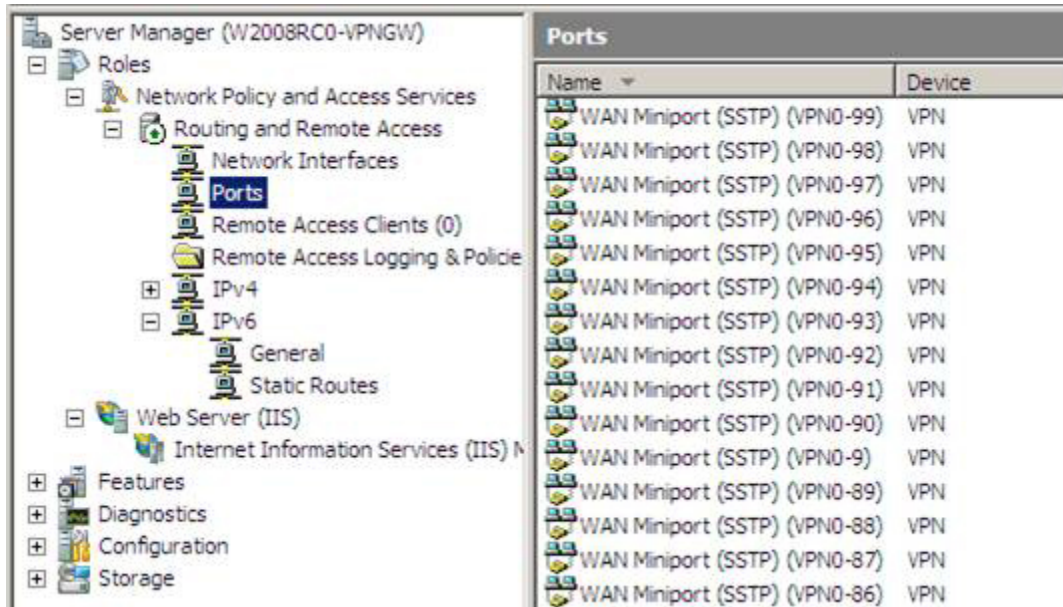 Server Manager (W2008RC0-VPNGW)
Roles
Network Policy and Access Services
Routing and Remote Access
Network Interfaces
Ports
Remote Access Clients (0)
Remote Access Logging & Policie
IPv4
IPv6
General
Static Routes
Web Server (IIS)
Internet Information Services (IIS) M
Features
Diagnostics
Configuration
Storage
Ports
Name Device
WAN Miniport (SSTP) (VPN0-99) VPN
WAN Miniport (SSTP) (VPN0-98) VPN
WAN Miniport (SSTP) (VPN0-97) VPN
WAN Miniport (SSTP) (VPN0-96) VPN
WAN Miniport (SSTP) (VPN0-95) VPN
WAN Miniport (SSTP) (VPN0-94) VPN
WAN Miniport (SSTP) (VPN0-93) VPN
WAN Miniport (SSTP) (VPN0-92) VPN
WAN Miniport (SSTP) (VPN0-91) VPN
WAN Miniport (SSTP) (VPN0-90) VPN
WAN Miniport (SSTP) (VPN0-9) VPN
WAN Miniport (SSTP) (VPN0-89) VPN
WAN Miniport (SSTP) (VPN0-88) VPN
WAN Miniport (SSTP) (VPN0-87) VPN
WAN Miniport (SSTP) (VPN0-86) VPN